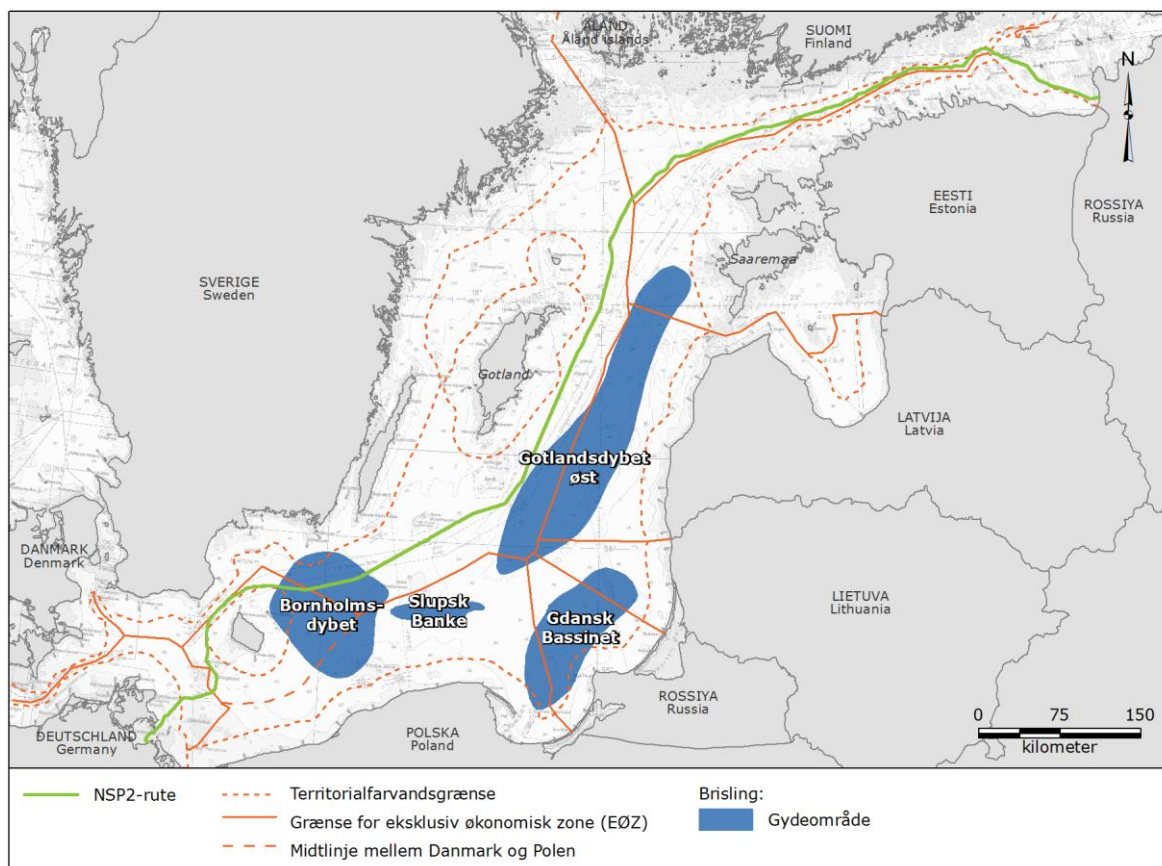 ÅLAND
Åland islands
SUOMI
Finland
N
EESTI
Estonia
ROSSIYA
Russia
Saaremaa
SVERIGE
Sweden
Gotland
LATVIJA
Latvia
Gotlandsdybet
øst
DANMARK
Denmark
Bornholms-
dybet
Slupsk
Banke
Gdansk
Bassinet
LIETUVA
Lithuania
ROSSIYA
Russia
DEUTSCHLAND
Germany
POLSKA
Poland
0 75 150
kilometer
NSP2-rute
Territorialfarvandsgrænse
Grænse for eksklusiv økonomisk zone (EØZ)
Midtlinje mellem Danmark og Polen
Brisling:
Gydeområde